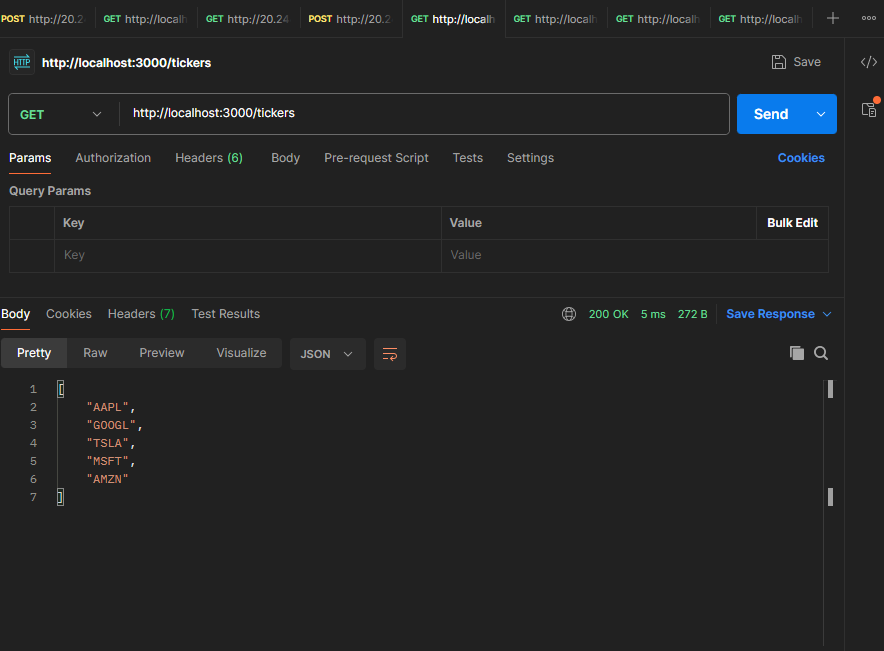 POST http://20.2 GET http://localh GET http://20.24 POST http://20.2 GET http://localh GET http://localh GET http://localh GET http://localh
HTTP http://localhost:3000/tickers Save
GET http://localhost:3000/tickers Send
Params Authorization Headers (6) Body Pre-request Script Tests Settings Cookies
Query Params
Key Value Bulk Edit
Key Value
Body Cookies Headers (7) Test Results 200 OK 5 ms 272 B Save Response
Pretty Raw Preview Visualize JSON
1 [
2 "AAPL",
3 "GOOGL",
4 "TSLA",
5 "MSFT",
6 "AMZN"
7 ]